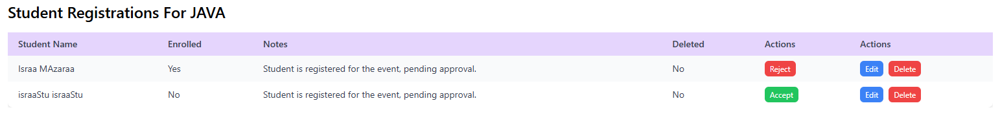 Student Registrations For JAVA
Student Name Enrolled Notes Deleted Actions Actions
Israa MAzaraa Yes Student is registered for the event, pending approval. No Reject Edit Delete
israaStu israaStu No Student is registered for the event, pending approval. No Accept Edit Delete